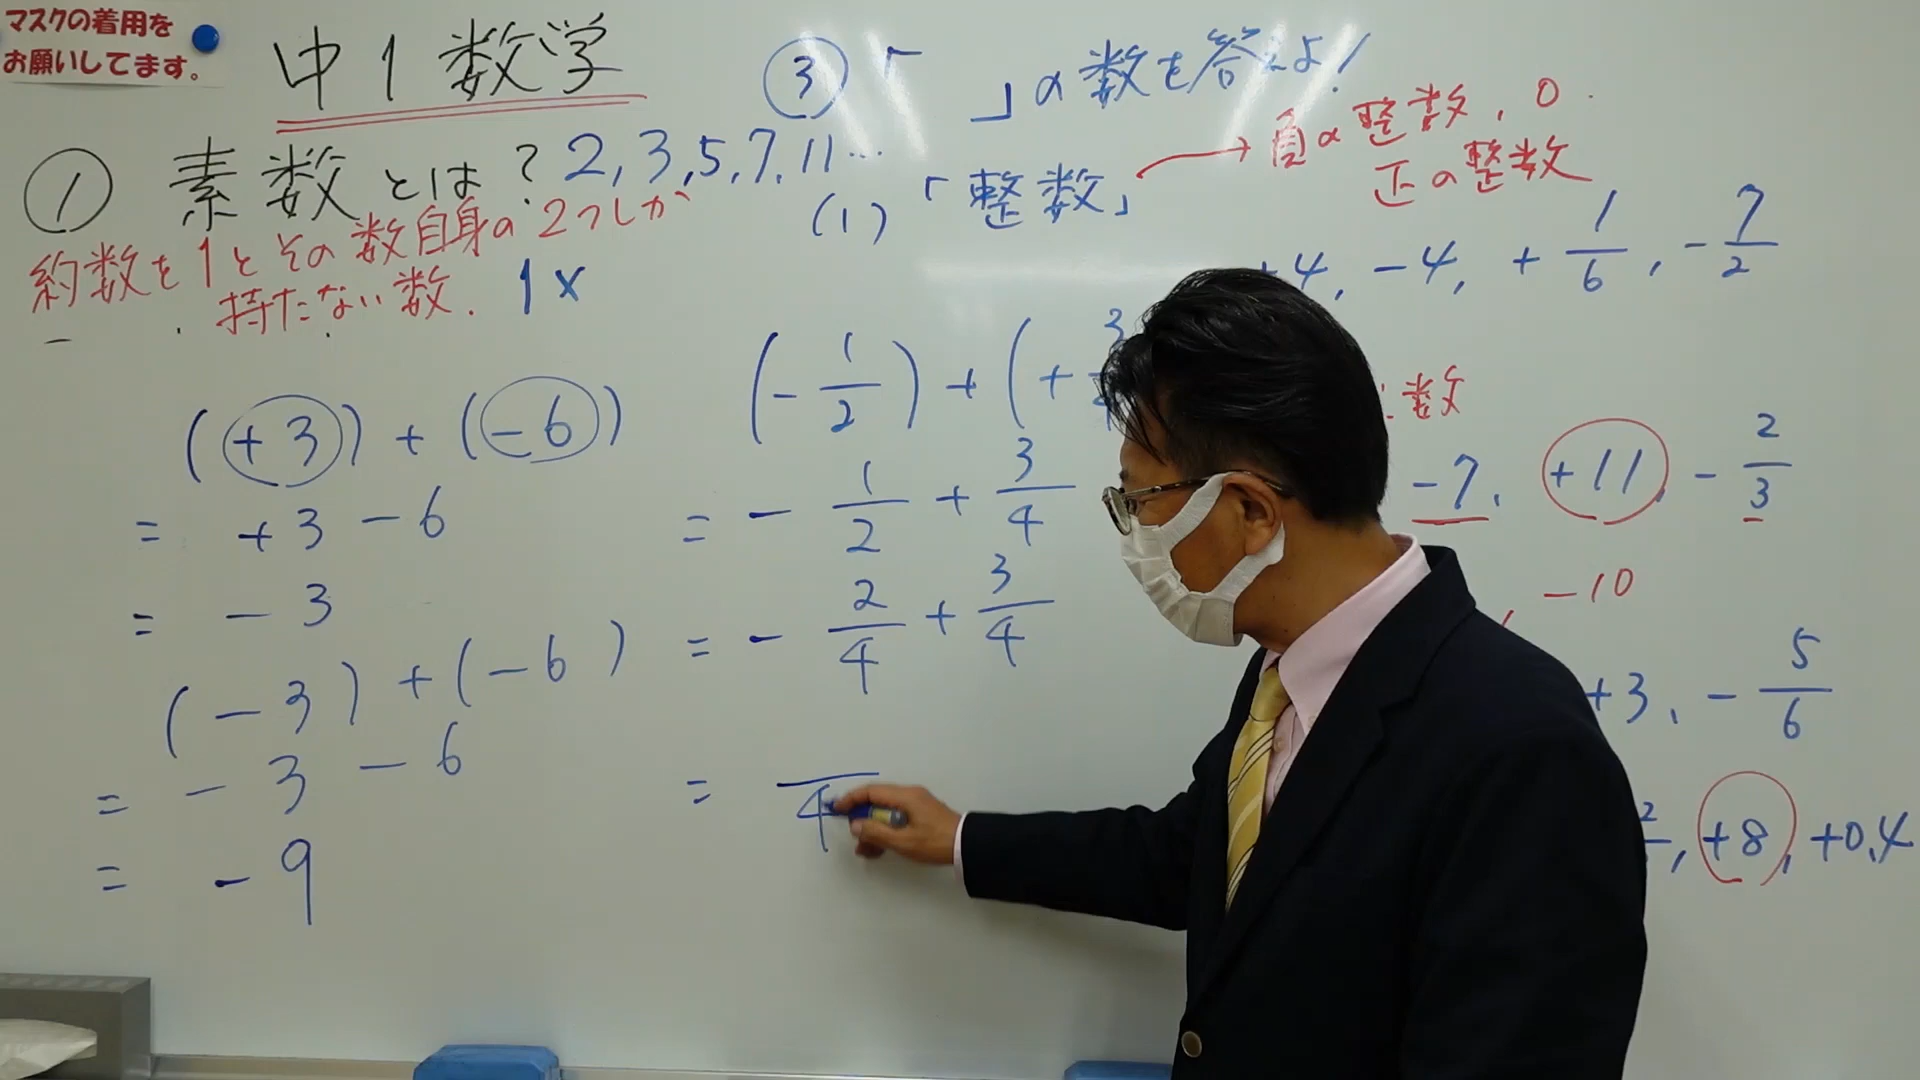 マスクの着用を
お願いしてます。
中1数学
① 素数とは? 2, 3, 5, 7, 11…
約数を1とその数自身の2つしか
持たない数. 1×
(+3)+(-6)
= +3-6
= -3
(-3)+(-6)
= -3-6
= -9
③「 」の数を答えよ!
(1)「整数」→負の整数, 0
正の整数
+4, -4, +1/6, -7/2
(-1/2)+(+3
= -1/2+3/4
= -2/4+3/4
= /4
数
-7, +11, -2/3
, -10
+3, -5/6
2, +8, +0.4